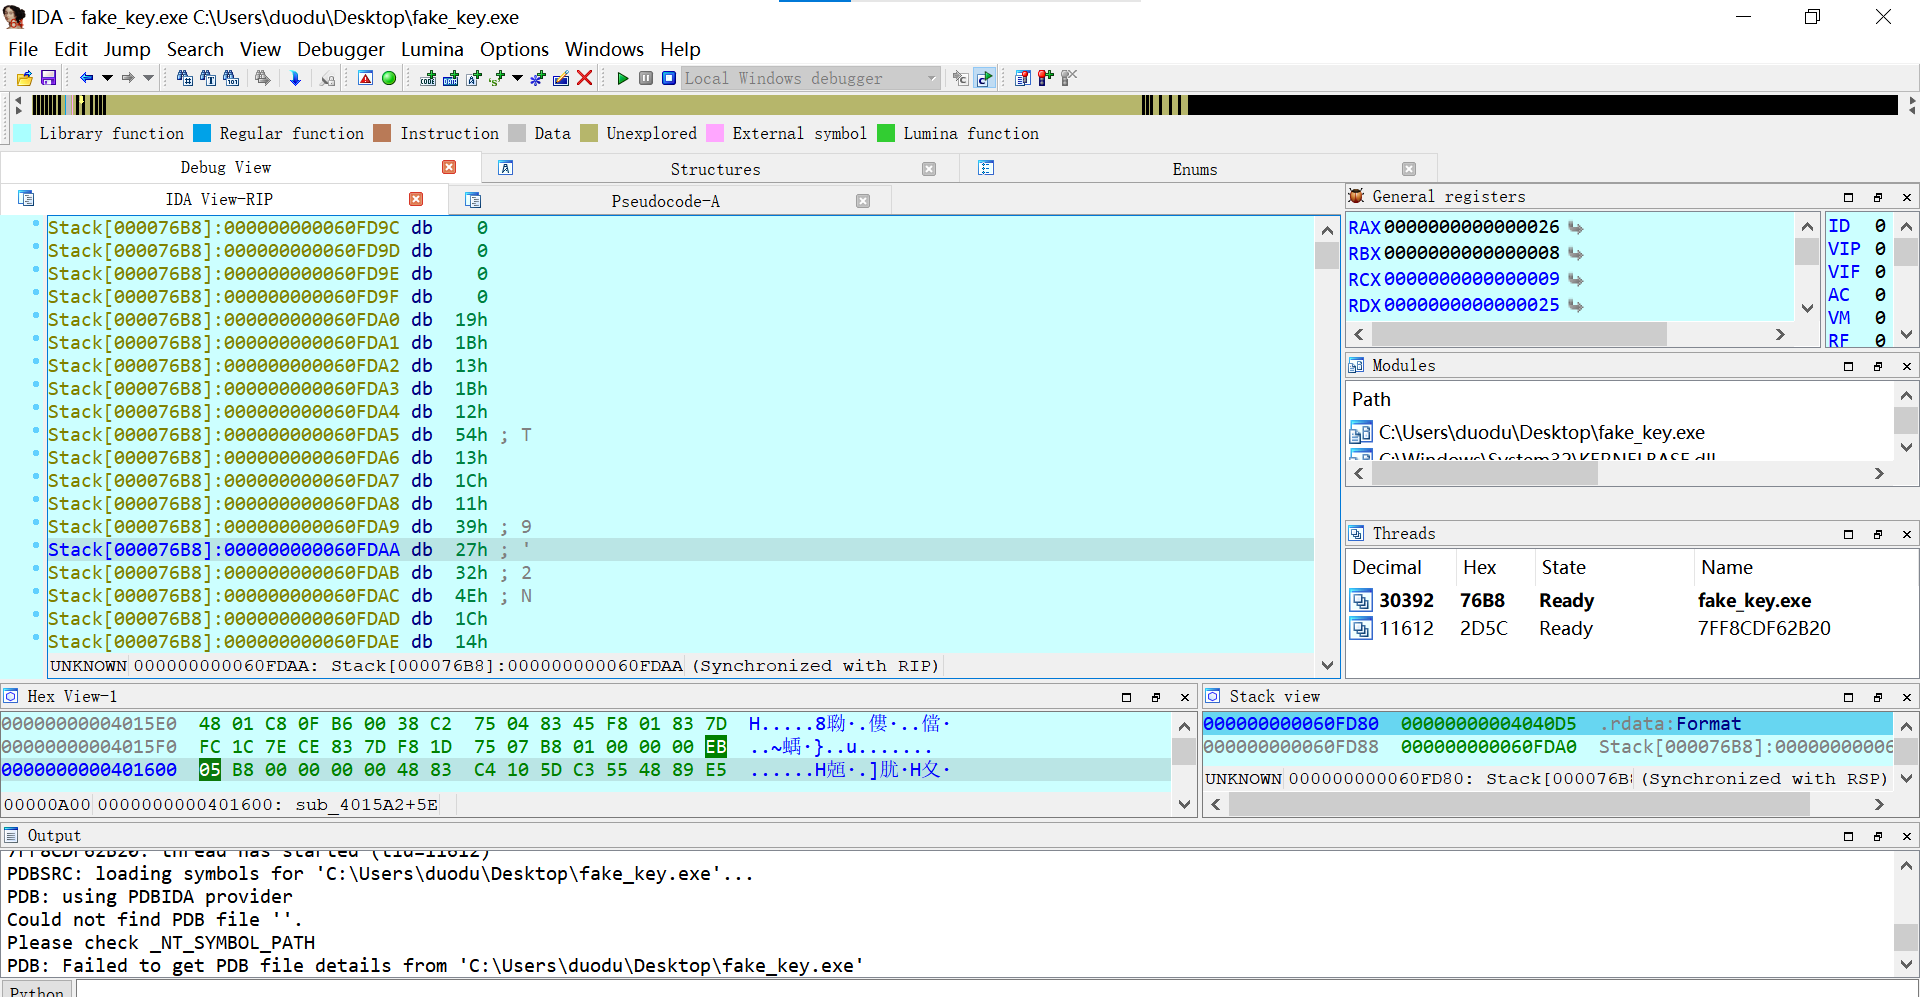 IDA - fake_key.exe C:\Users\duodu\Desktop\fake_key.exe
File Edit Jump Search View Debugger Lumina Options Windows Help
Local Windows debugger
Library function Regular function Instruction Data Unexplored External symbol Lumina function
Debug View Structures Enums
IDA View-RIP Pseudocode-A
Stack[000076B8]:000000000060FD9C db 0
Stack[000076B8]:000000000060FD9D db 0
Stack[000076B8]:000000000060FD9E db 0
Stack[000076B8]:000000000060FD9F db 0
Stack[000076B8]:000000000060FDA0 db 19h
Stack[000076B8]:000000000060FDA1 db 1Bh
Stack[000076B8]:000000000060FDA2 db 13h
Stack[000076B8]:000000000060FDA3 db 1Bh
Stack[000076B8]:000000000060FDA4 db 12h
Stack[000076B8]:000000000060FDA5 db 54h ; T
Stack[000076B8]:000000000060FDA6 db 13h
Stack[000076B8]:000000000060FDA7 db 1Ch
Stack[000076B8]:000000000060FDA8 db 11h
Stack[000076B8]:000000000060FDA9 db 39h ; 9
Stack[000076B8]:000000000060FDAA db 27h ; '
Stack[000076B8]:000000000060FDAB db 32h ; 2
Stack[000076B8]:000000000060FDAC db 4Eh ; N
Stack[000076B8]:000000000060FDAD db 1Ch
Stack[000076B8]:000000000060FDAE db 14h
UNKNOWN 000000000060FDAA: Stack[000076B8]:000000000060FDAA (Synchronized with RIP)
General registers
RAX 0000000000000026
RBX 0000000000000008
RCX 0000000000000009
RDX 0000000000000025
ID 0
VIP 0
VIF 0
AC 0
VM 0
RF 0
Modules
Path
C:\Users\duodu\Desktop\fake_key.exe
C:\Windows\System32\KERNELBASE.dll
Threads
Decimal Hex State Name
30392 76B8 Ready fake_key.exe
11612 2D5C Ready 7FF8CDF62B20
Hex View-1
00000000004015E0 48 01 C8 0F B6 00 38 C2 75 04 83 45 F8 01 83 7D
00000000004015F0 FC 1C 7E CE 83 7D F8 1D 75 07 B8 01 00 00 00 EB
0000000000401600 05 B8 00 00 00 00 48 83 C4 10 5D C3 55 48 89 E5
00000A00 0000000000401600: sub_4015A2+5E
Stack view
000000000060FD80 00000000004040D5 .rdata:Format
000000000060FD88 000000000060FDA0 Stack[000076B8]:00000000006
UNKNOWN 000000000060FD80: Stack[000076B (Synchronized with RSP)
Output
7FF8CDF62B20: thread has started (tid=11612)
PDBSRC: loading symbols for 'C:\Users\duodu\Desktop\fake_key.exe'...
PDB: using PDBIDA provider
Could not find PDB file ''.
Please check _NT_SYMBOL_PATH
PDB: Failed to get PDB file details from 'C:\Users\duodu\Desktop\fake_key.exe'
Python